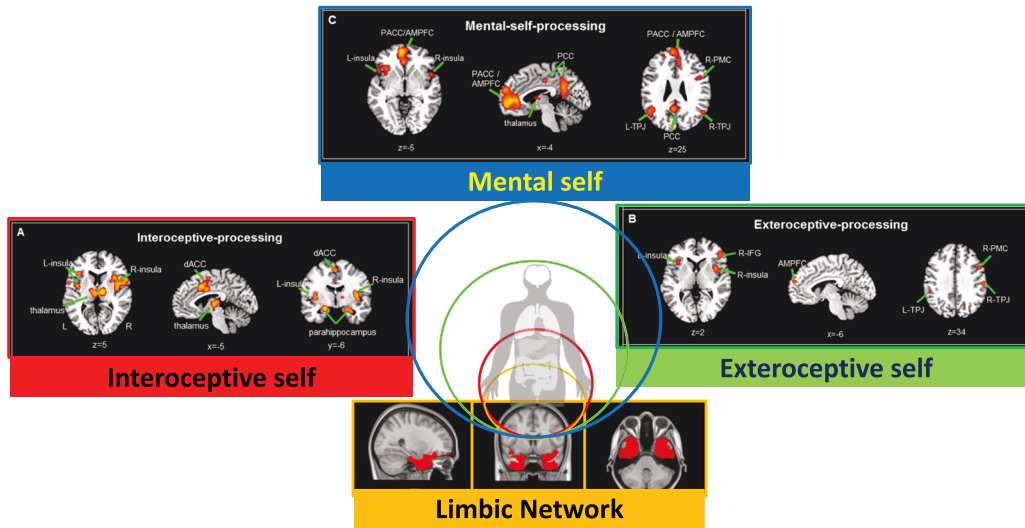 C
Mental-self-processing
PACC/AMPFC
L-insula
R-insula
z=-5
PCC
PACC /
AMPFC
thalamus
x=-4
PACC / AMPFC
R-PMC
L-TPJ
R-TPJ
PCC
z=25
Mental self
A
Interoceptive-processing
L-insula
R-insula
thalamus
L
R
z=5
dACC
thalamus
x=-5
dACC
L-insula
R-insula
parahippocampus
y=-6
Interoceptive self
B
Exteroceptive-processing
L-insula
R-IFG
R-insula
z=2
AMPFC
x=-6
R-PMC
L-TPJ
R-TPJ
z=34
Exteroceptive self
Limbic Network